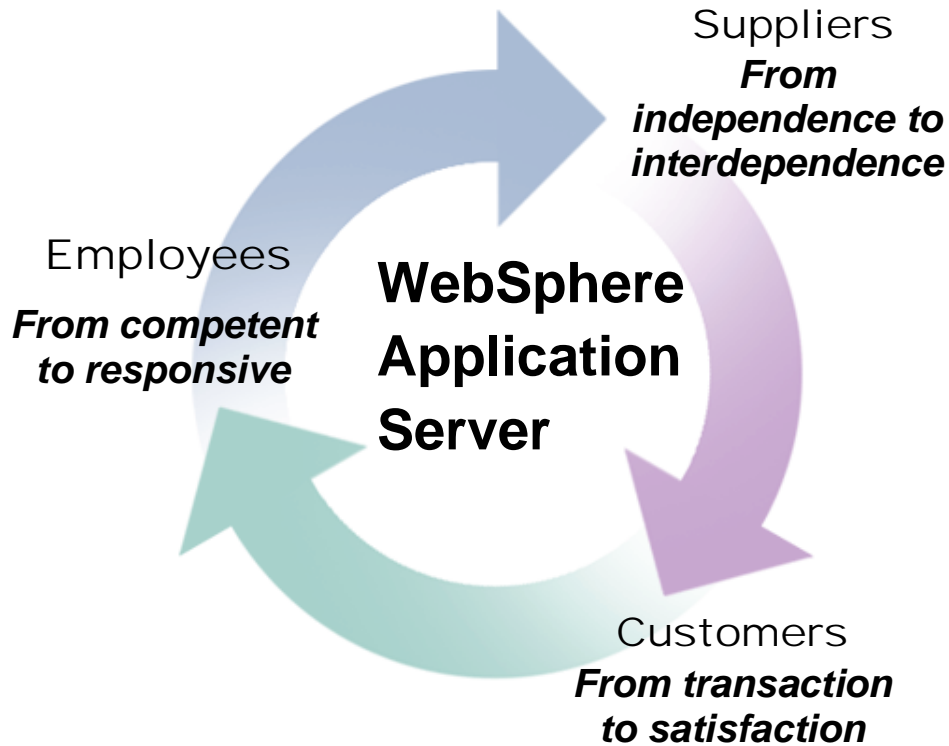 Suppliers
From
independence to
interdependence
Employees
From competent
to responsive
WebSphere
Application
Server
Customers
From transaction
to satisfaction